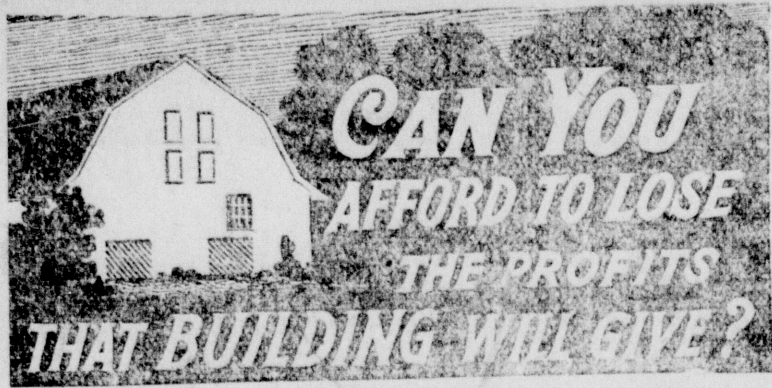 CAN YOU
AFFORD TO LOSE
THE PROFITS
THAT BUILDING WILL GIVE?